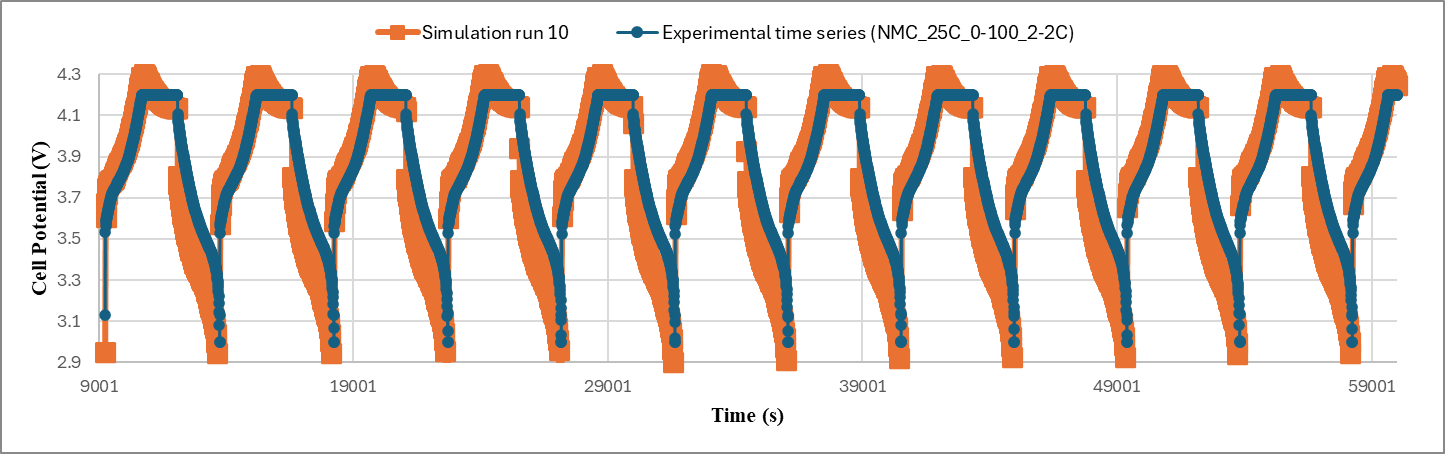 Simulation run 10 Experimental time series (NMC_25C_0-100_2-2C)
4.3
4.1
3.9
3.7
3.5
3.3
3.1
2.9
Cell Potential (V)
9001 19001 29001 39001 49001 59001
Time (s)